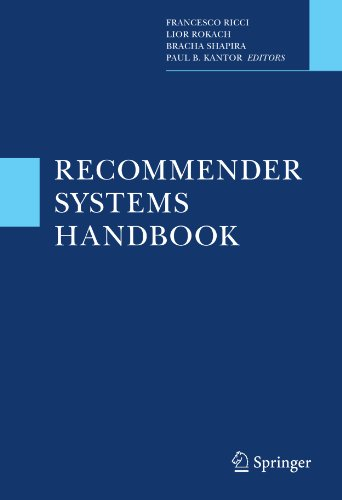 FRANCESCO RICCI
LIOR ROKACH
BRACHA SHAPIRA
PAUL B. KANTOR EDITORS
RECOMMENDER
SYSTEMS
HANDBOOK
Springer